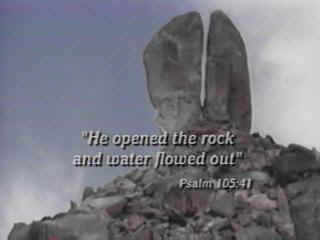 "He opened the rock
and water flowed out"
Psalm 105:41